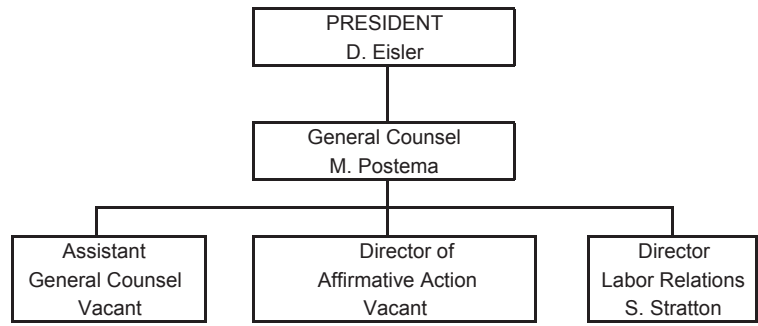 PRESIDENT
D. Eisler
General Counsel
M. Postema
Assistant
General Counsel
Vacant
Director of
Affirmative Action
Vacant
Director
Labor Relations
S. Stratton